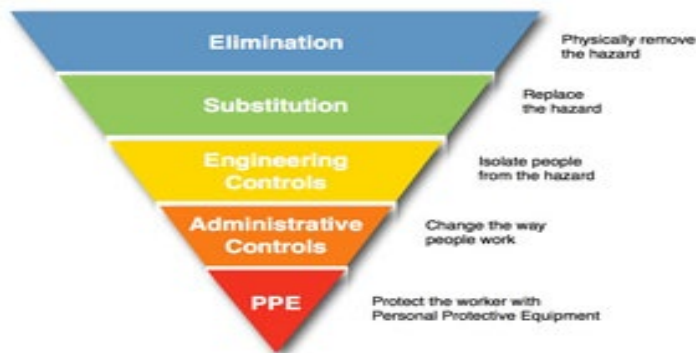 Elimination
Physically remove
the hazard
Substitution
Replace
the hazard
Engineering
Controls
Isolate people
from the hazard
Administrative
Controls
Change the way
people work
PPE
Protect the worker with
Personal Protective Equipment